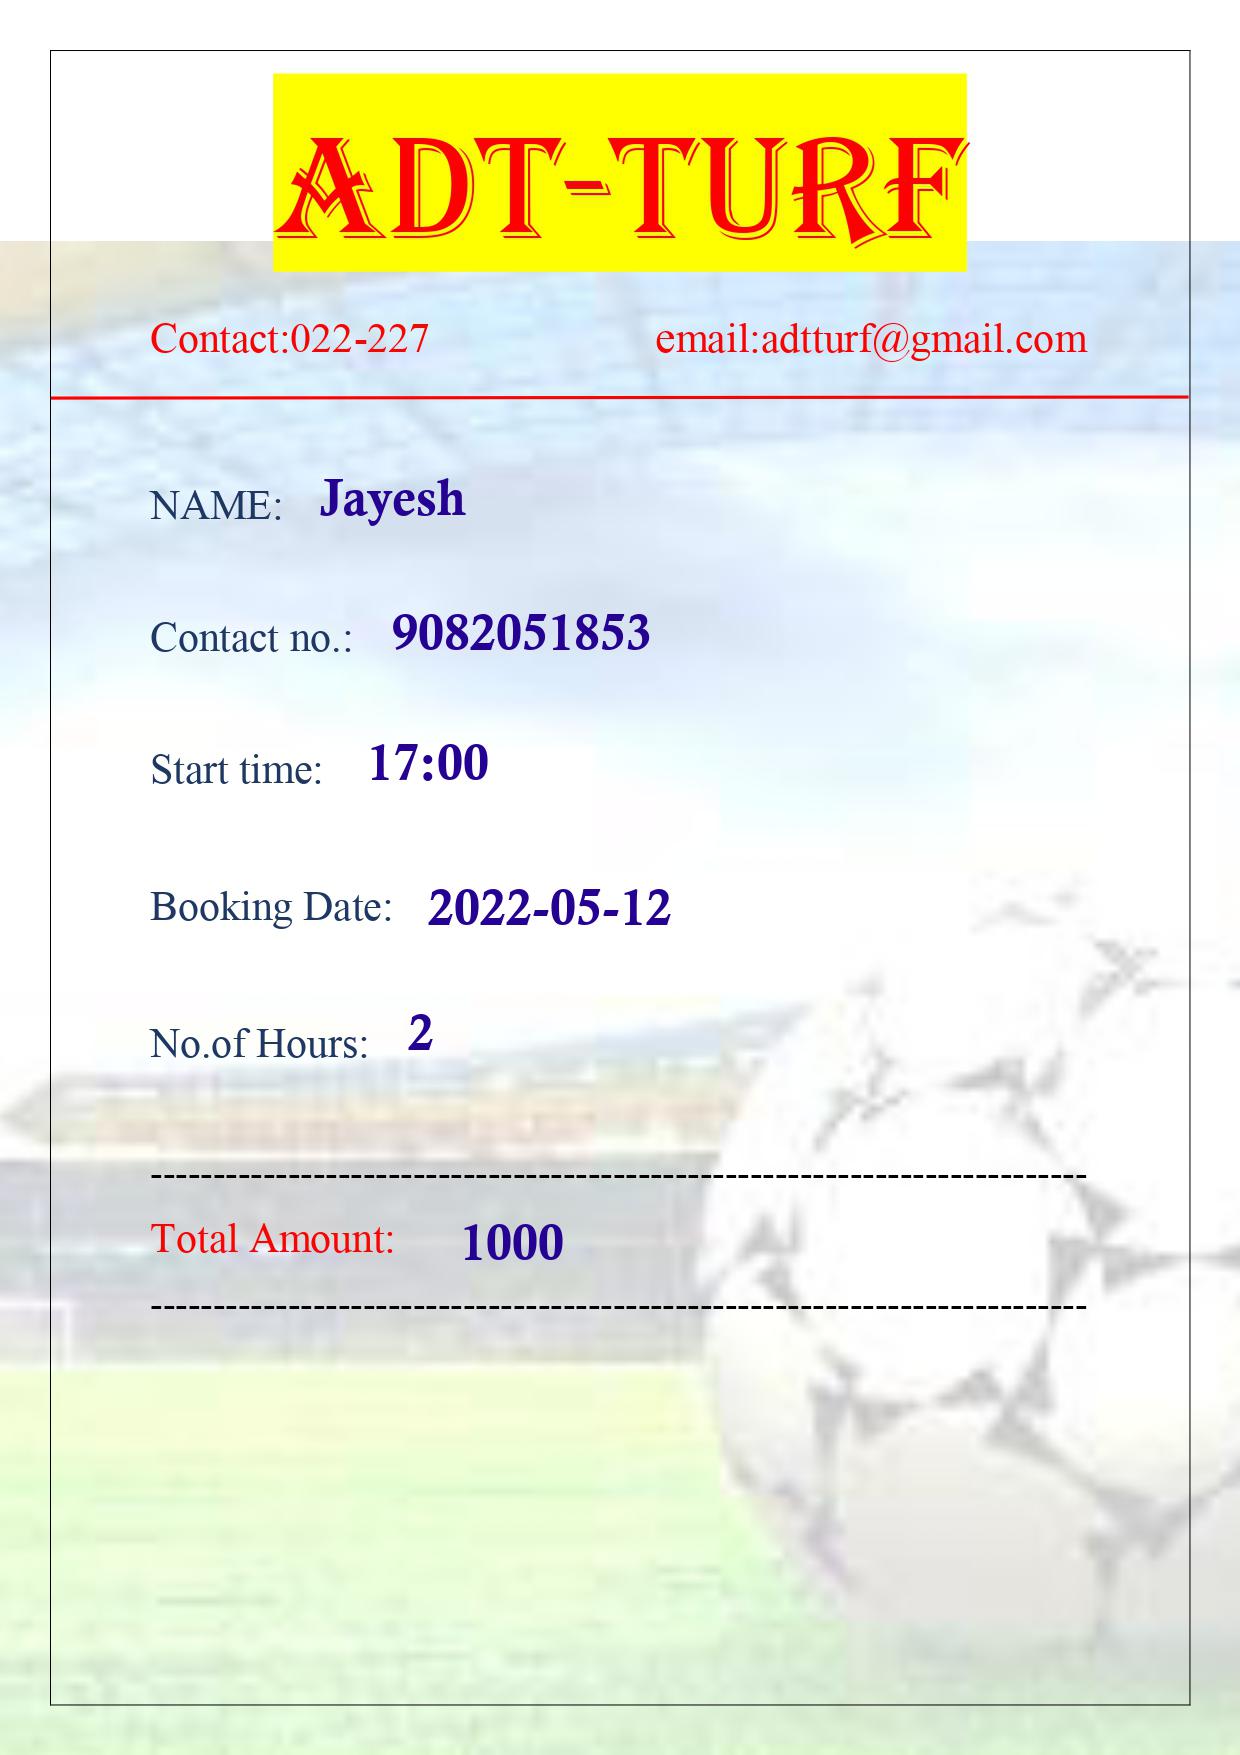 ADT-TURF
Contact:022-227 email:adtturf@gmail.com
NAME: Jayesh
Contact no.: 9082051853
Start time: 17:00
Booking Date: 2022-05-12
No.of Hours: 2
---------------------------------------------------------------------------
Total Amount: 1000
---------------------------------------------------------------------------